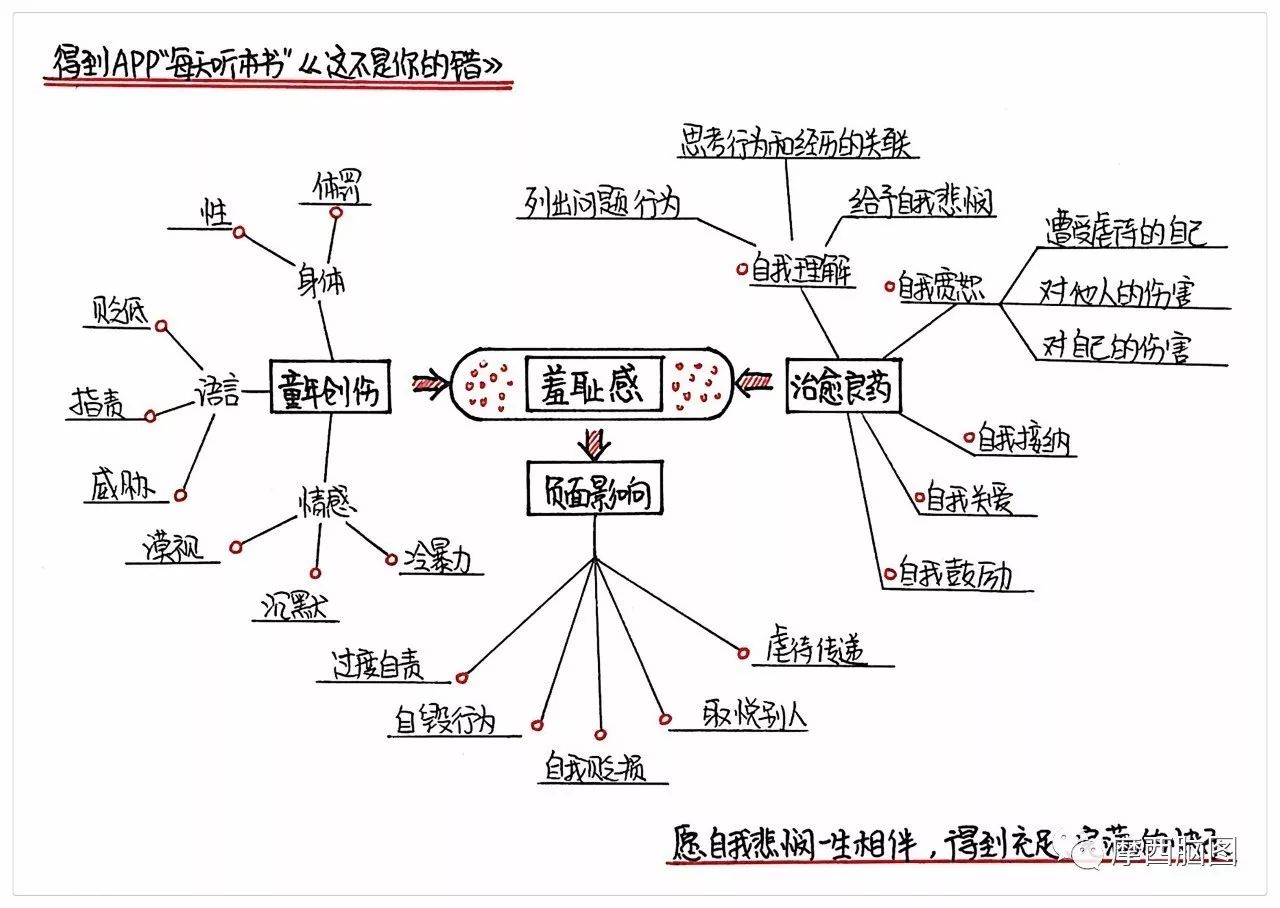 得到APP"每天听本书"《这不是你的错》
思考行为和经历的关联
列出问题行为
给予自我悲悯
自我理解
体罚
性
身体
遭受虐待的自己
自我宽恕
对他人的伤害
对自己的伤害
贬低
指责
威胁
语言
童年创伤
羞耻感
治愈良药
自我接纳
自我关爱
自我鼓励
情感
漠视
沉默
冷暴力
负面影响
过度自责
自毁行为
自我贬损
取悦别人
虐待传递
愿自我悲悯一生相伴，得到充足
摩西脑图